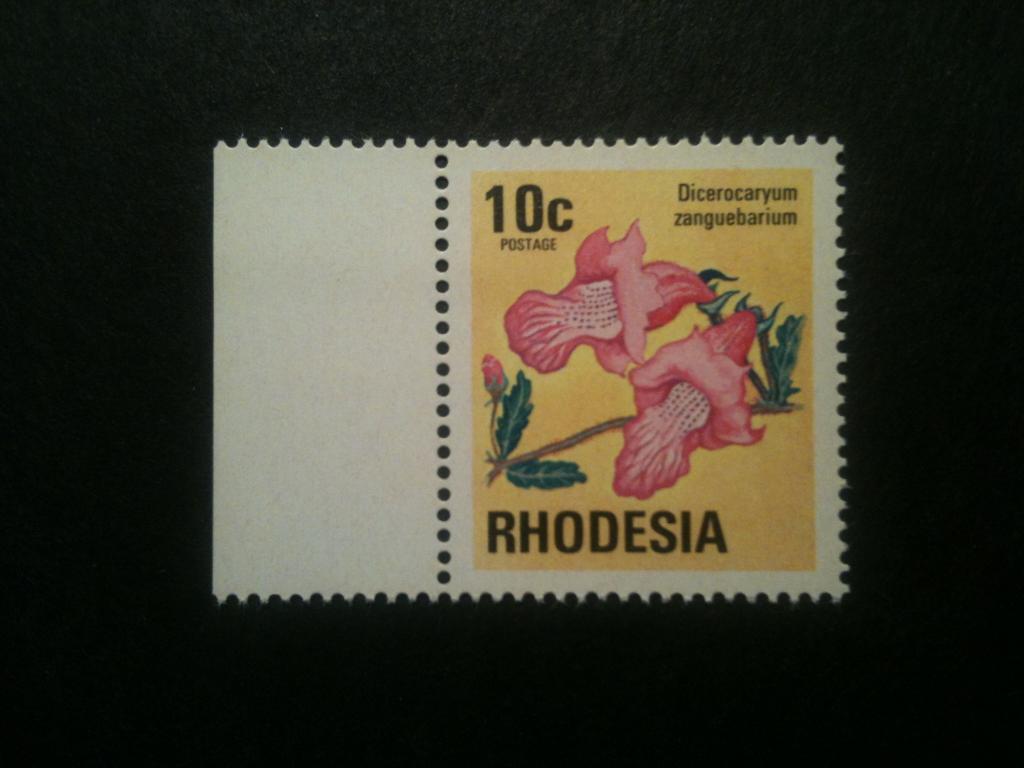 10c
POSTAGE
Dicerocaryum
zanguebarium
RHODESIA